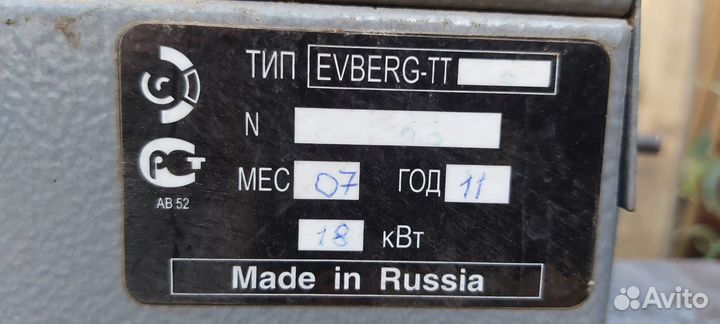 ТИП EVBERG-TT
N
МЕС 07 ГОД 11
АВ 52
18 кВт
Made in Russia
Avito